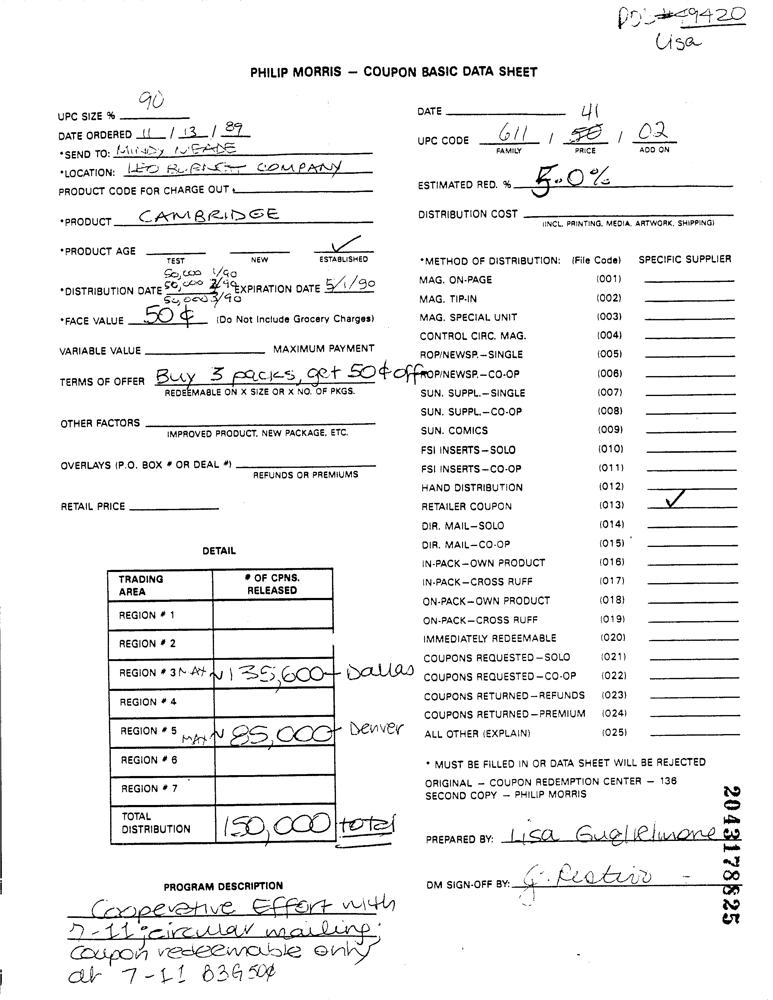 #49420
Lisa
PHILIP MORRIS — COUPON BASIC DATA SHEET
UPC SIZE % 90
DATE ORDERED 11 / 13 / 89
*SEND TO: MINDY NEADE
*LOCATION: LEO BURNET COMPANY
PRODUCT CODE FOR CHARGE OUT
*PRODUCT CAMBRIDGE
*PRODUCT AGE ✓
TEST NEW ESTABLISHED
50,000 1/90
*DISTRIBUTION DATE 50,000 2/90 EXPIRATION DATE 5/1/90
50,000 3/90
*FACE VALUE 50¢ (Do Not Include Grocery Charges)
VARIABLE VALUE MAXIMUM PAYMENT
TERMS OF OFFER Buy 3 packs, get 50¢ off
REDEEMABLE ON X SIZE OR X NO. OF PKGS.
OTHER FACTORS
IMPROVED PRODUCT, NEW PACKAGE, ETC.
OVERLAYS (P.O. BOX # OR DEAL #)
REFUNDS OR PREMIUMS
RETAIL PRICE
DETAIL
TRADING AREA # OF CPNS. RELEASED
REGION # 1
REGION # 2
REGION # 3 135,600 - Dallas
REGION # 4
REGION # 5 85,000 - Denver
REGION # 6
REGION # 7
TOTAL DISTRIBUTION 150,000 total
PROGRAM DESCRIPTION
Cooperative Effort with
7-11; circular mailing;
coupon redeemable only
at 7-11 B3G50¢
DATE
41
UPC CODE 611 / 50 / 02
FAMILY PRICE ADD ON
ESTIMATED RED. % 5.0%
DISTRIBUTION COST
(INCL. PRINTING, MEDIA, ARTWORK, SHIPPING)
*METHOD OF DISTRIBUTION: (File Code) SPECIFIC SUPPLIER
MAG. ON-PAGE (001)
MAG. TIP-IN (002)
MAG. SPECIAL UNIT (003)
CONTROL CIRC. MAG. (004)
ROP/NEWSP.—SINGLE (005)
ROP/NEWSP.—CO-OP (006)
SUN. SUPPL.—SINGLE (007)
SUN. SUPPL.—CO-OP (008)
SUN. COMICS (009)
FSI INSERTS—SOLO (010)
FSI INSERTS—CO-OP (011)
HAND DISTRIBUTION (012)
RETAILER COUPON (013) ✓
DIR. MAIL—SOLO (014)
DIR. MAIL—CO-OP (015)
IN-PACK—OWN PRODUCT (016)
IN-PACK—CROSS RUFF (017)
ON-PACK—OWN PRODUCT (018)
ON-PACK—CROSS RUFF (019)
IMMEDIATELY REDEEMABLE (020)
COUPONS REQUESTED—SOLO (021)
COUPONS REQUESTED—CO-OP (022)
COUPONS RETURNED—REFUNDS (023)
COUPONS RETURNED—PREMIUM (024)
ALL OTHER (EXPLAIN) (025)
* MUST BE FILLED IN OR DATA SHEET WILL BE REJECTED
ORIGINAL — COUPON REDEMPTION CENTER — 136
SECOND COPY — PHILIP MORRIS
PREPARED BY: Lisa Guglielmone
DM SIGN-OFF BY: G. Restivo
2043178825